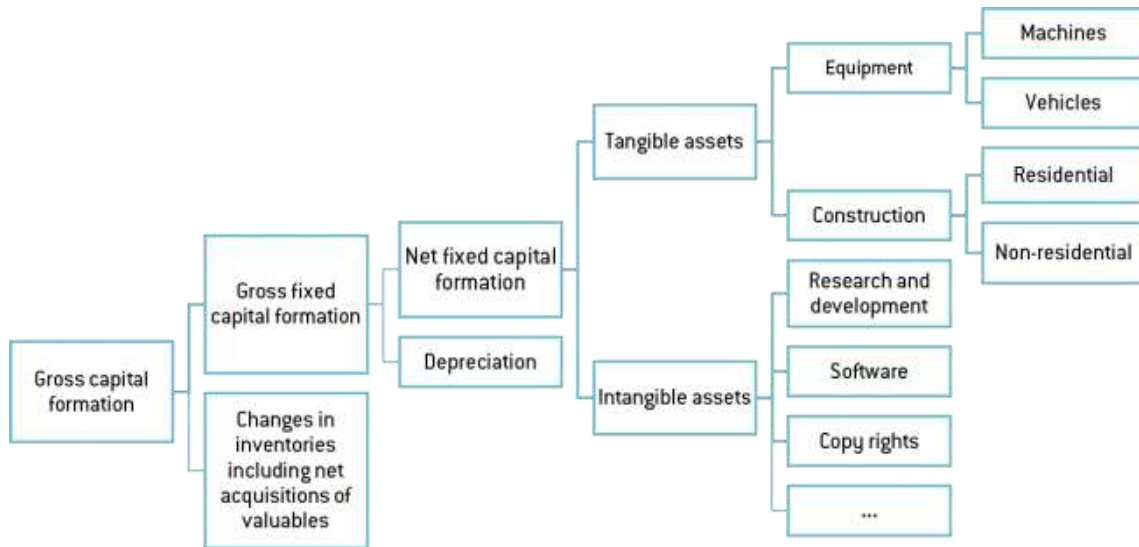 Gross capital
formation
Gross fixed
capital formation
Changes in
inventories
including net
acquisitions of
valuables
Net fixed capital
formation
Depreciation
Tangible assets
Intangible assets
Equipment
Construction
Research and
development
Software
Copy rights
...
Machines
Vehicles
Residential
Non-residential